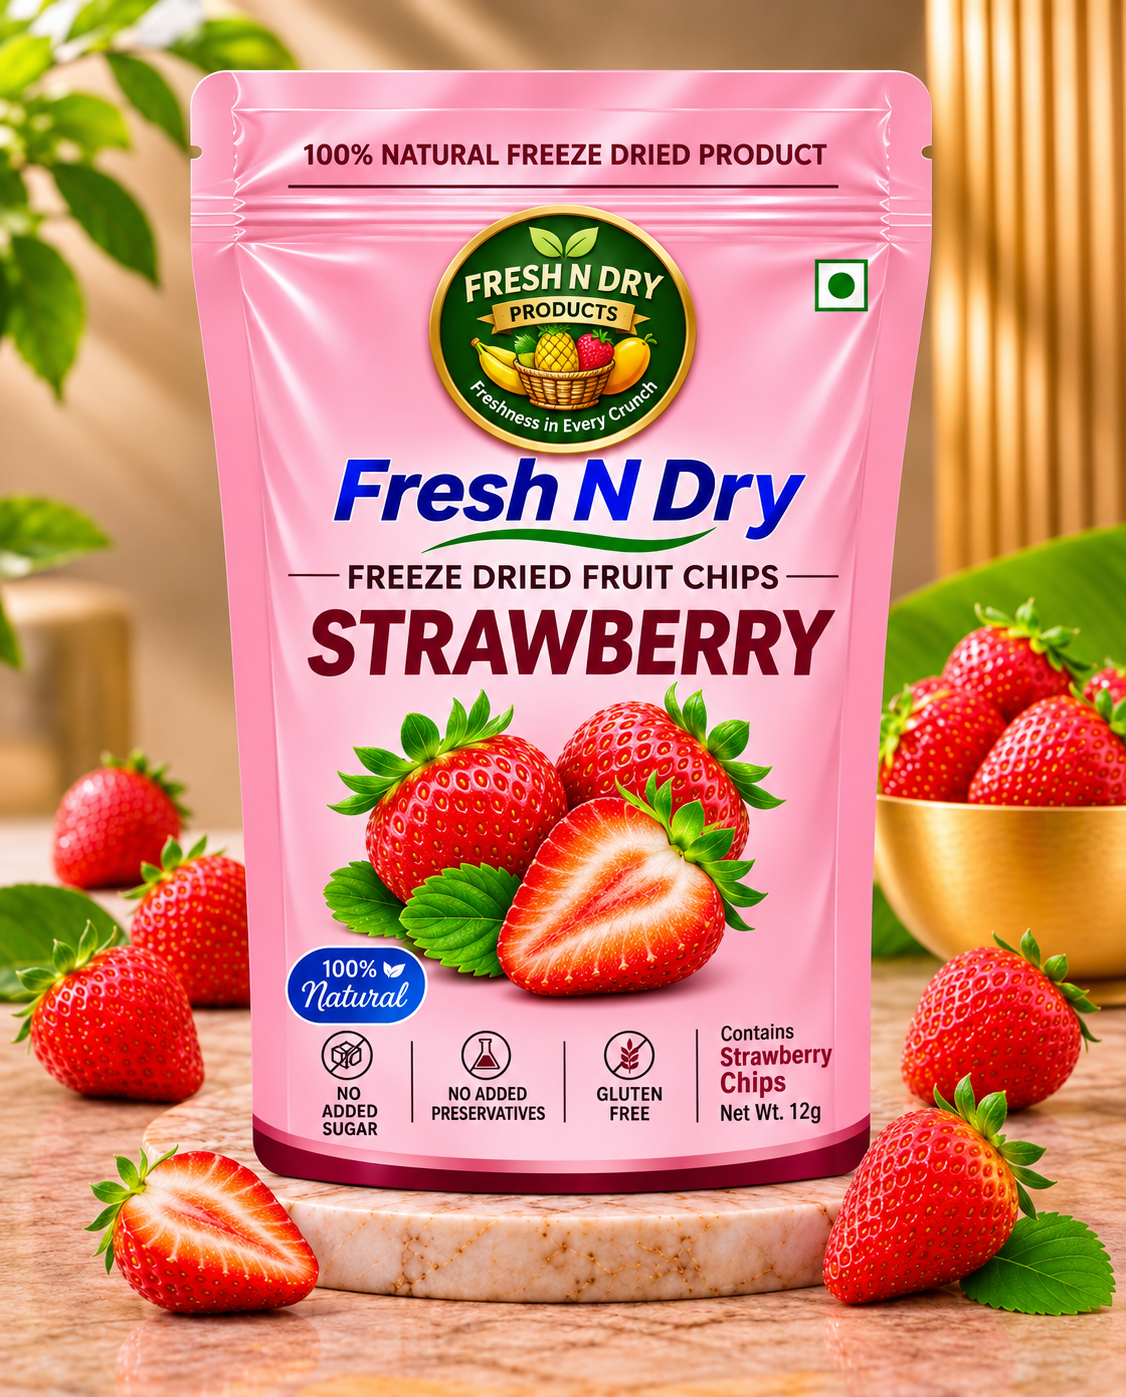 100% NATURAL FREEZE DRIED PRODUCT
FRESH N DRY
PRODUCTS
Freshness in Every Crunch
Fresh N Dry
FREEZE DRIED FRUIT CHIPS
STRAWBERRY
100%
Natural
NO
ADDED
SUGAR
NO ADDED
PRESERVATIVES
GLUTEN
FREE
Contains
Strawberry
Chips
Net Wt. 12g